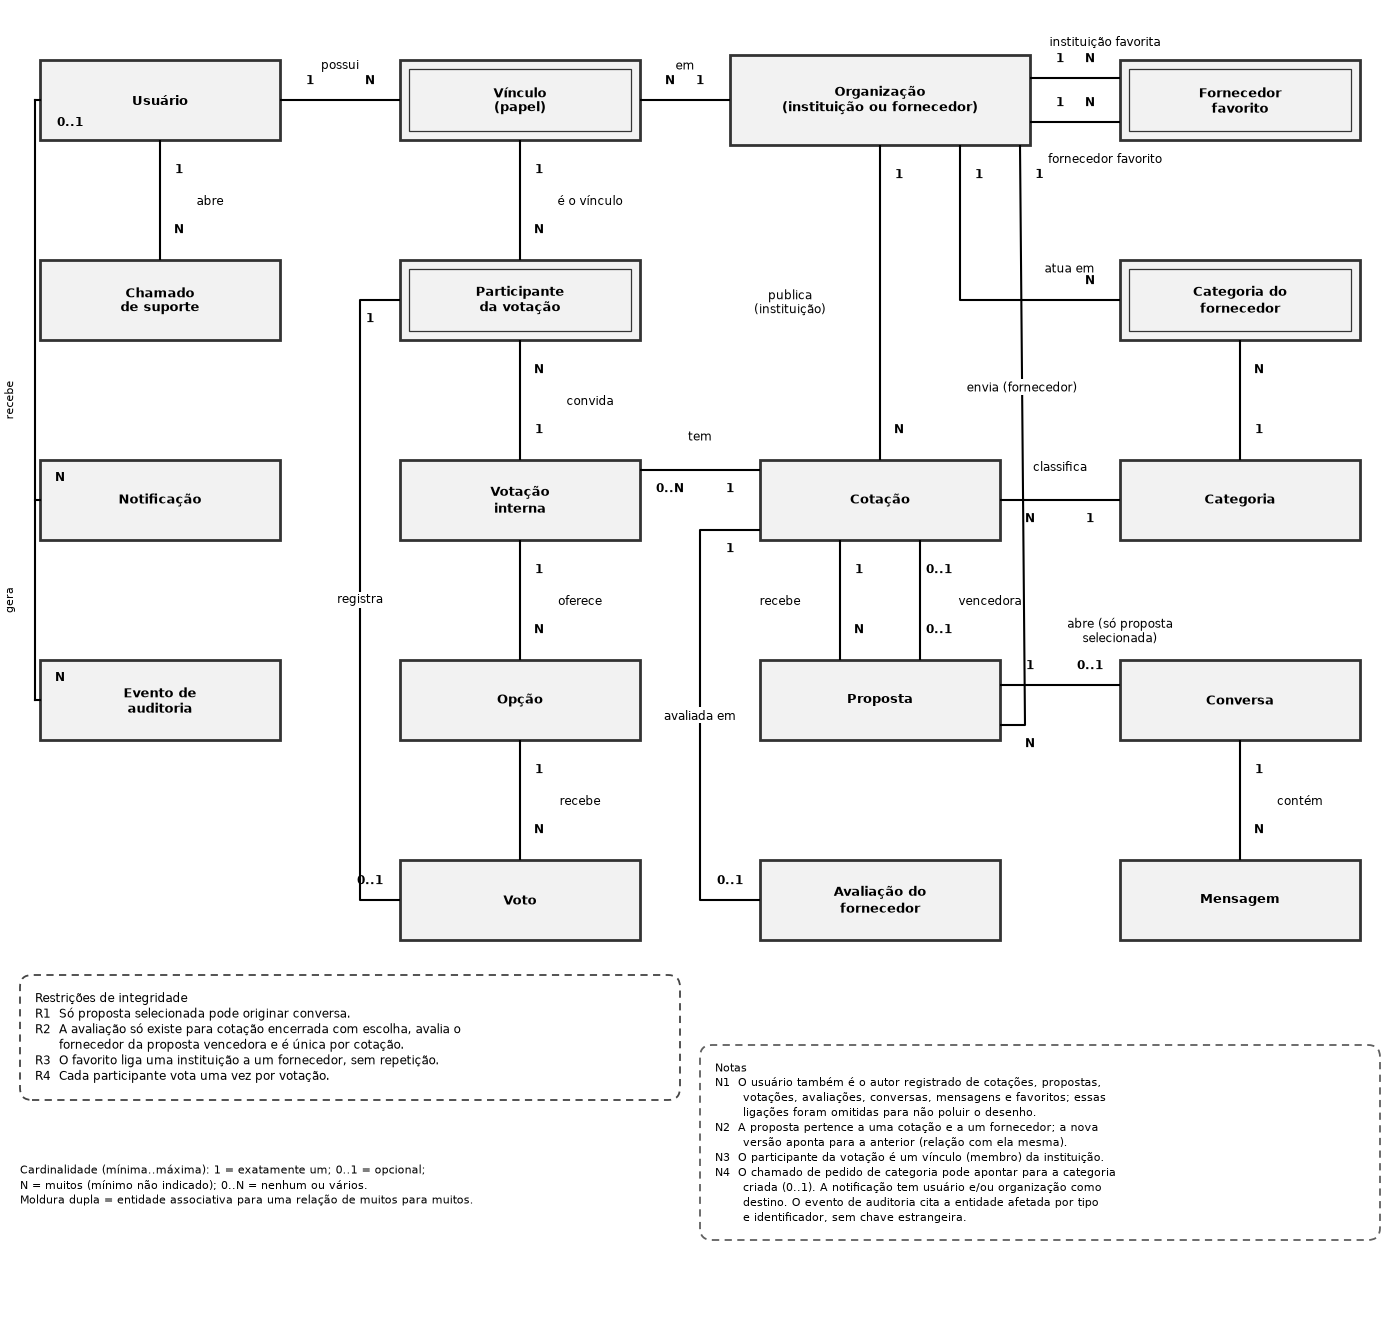 instituição favorita
possui
em
1 N
N 1
1 N
Usuário
0..1
Vínculo
(papel)
Organização
(instituição ou fornecedor)
1 N
Fornecedor
favorito
fornecedor favorito
1
abre
N
1
é o vínculo
N
1
1
1
publica
(instituição)
atua em
N
Chamado
de suporte
Participante
da votação
Categoria do
fornecedor
1
recebe
N
convida
1
envia (fornecedor)
N
1
N
tem
0..N 1
classifica
N 1
N
Notificação
Votação
interna
Cotação
Categoria
1
gera
registra
1
oferece
N
1
recebe
N
0..1
vencedora
0..1
abre (só proposta
selecionada)
1 0..1
N
Evento de
auditoria
Opção
avaliada em
Proposta
Conversa
N
1
recebe
N
1
contém
N
0..1
Voto
0..1
Avaliação do
fornecedor
Mensagem
Restrições de integridade
R1 Só proposta selecionada pode originar conversa.
R2 A avaliação só existe para cotação encerrada com escolha, avalia o
fornecedor da proposta vencedora e é única por cotação.
R3 O favorito liga uma instituição a um fornecedor, sem repetição.
R4 Cada participante vota uma vez por votação.
Notas
N1 O usuário também é o autor registrado de cotações, propostas,
votações, avaliações, conversas, mensagens e favoritos; essas
ligações foram omitidas para não poluir o desenho.
N2 A proposta pertence a uma cotação e a um fornecedor; a nova
versão aponta para a anterior (relação com ela mesma).
N3 O participante da votação é um vínculo (membro) da instituição.
N4 O chamado de pedido de categoria pode apontar para a categoria
criada (0..1). A notificação tem usuário e/ou organização como
destino. O evento de auditoria cita a entidade afetada por tipo
e identificador, sem chave estrangeira.
Cardinalidade (mínima..máxima): 1 = exatamente um; 0..1 = opcional;
N = muitos (mínimo não indicado); 0..N = nenhum ou vários.
Moldura dupla = entidade associativa para uma relação de muitos para muitos.